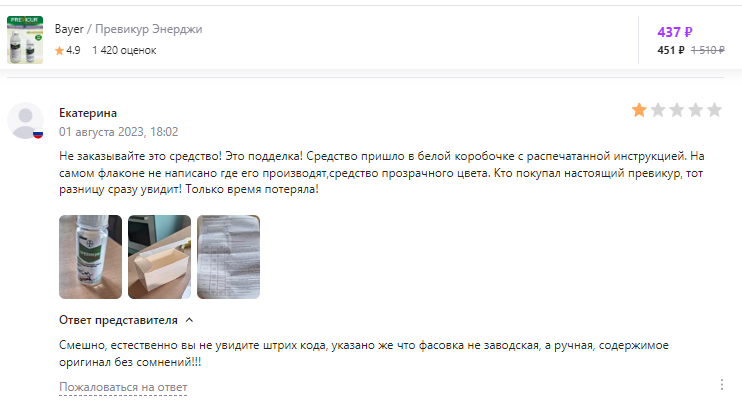 PREVICUR
Bayer / Превикур Энерджи
4.9 1 420 оценок
437 ₽
451 ₽ 1 510 ₽
Екатерина
01 августа 2023, 18:02
Не заказывайте это средство! Это подделка! Средство пришло в белой коробочке с распечатанной инструкцией. На
самом флаконе не написано где его производят,средство прозрачного цвета. Кто покупал настоящий превикур, тот
разницу сразу увидит! Только время потеряла!
Ответ представителя
Смешно, естественно вы не увидите штрих кода, указано же что фасовка не заводская, а ручная, содержимое
оригинал без сомнений!!!
Пожаловаться на ответ